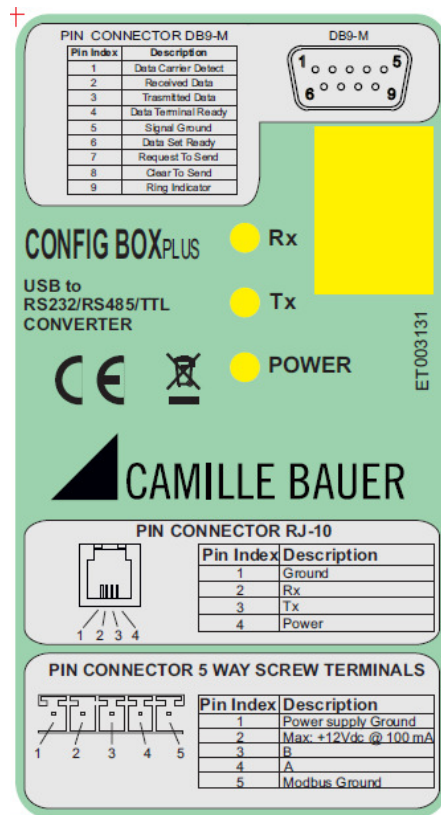 PIN CONNECTOR DB9-M
Pin Index Description
1 Data Carrier Detect
2 Received Data
3 Trasmitted Data
4 Data Terminal Ready
5 Signal Ground
6 Data Set Ready
7 Request To Send
8 Clear To Send
9 Ring Indicator
DB9-M
1 5
6 9
CONFIG BOXPLUS
USB to
RS232/RS485/TTL
CONVERTER
Rx
Tx
POWER
ET003131
CE
CAMILLE BAUER
PIN CONNECTOR RJ-10
Pin Index Description
1 Ground
2 Rx
3 Tx
4 Power
1 2 3 4
PIN CONNECTOR 5 WAY SCREW TERMINALS
Pin Index Description
1 Power supply Ground
2 Max: +12Vdc @ 100 mA
3 B
4 A
5 Modbus Ground
1 2 3 4 5